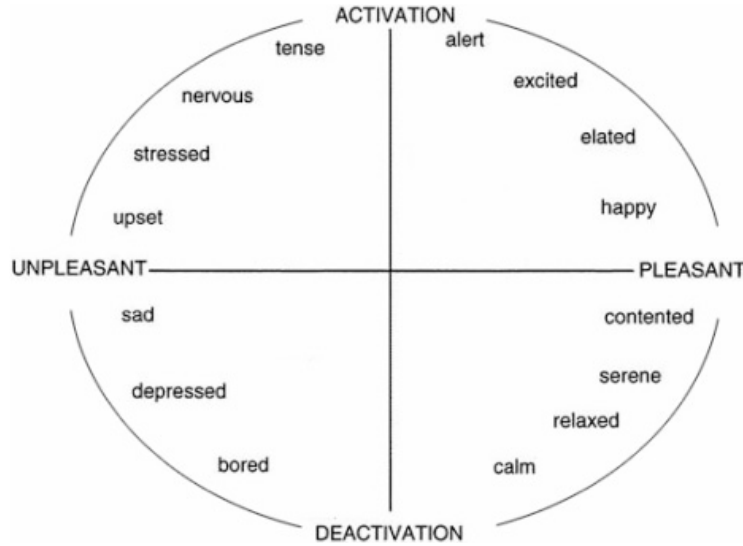 ACTIVATION
tense
alert
nervous
excited
stressed
elated
upset
happy
UNPLEASANT
PLEASANT
sad
contented
depressed
serene
relaxed
bored
calm
DEACTIVATION